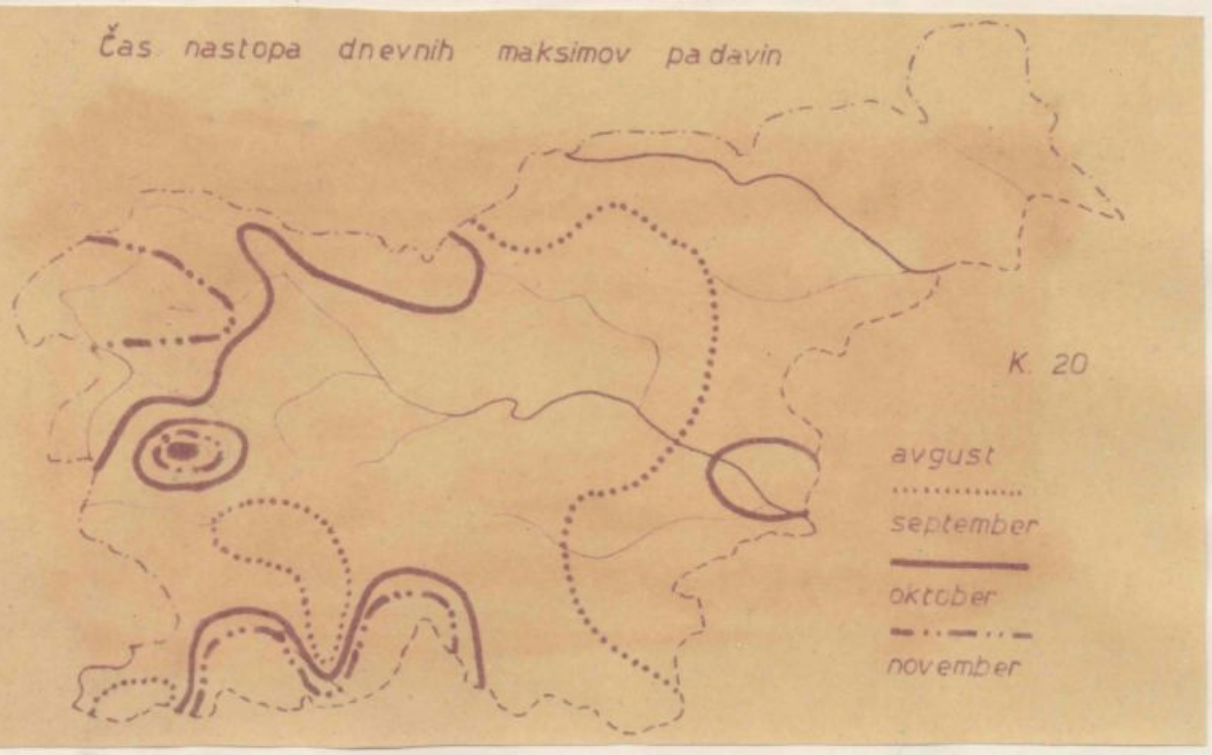 Čas nastopa dnevnih maksimov padavin
K. 20
avgust
september
oktober
november